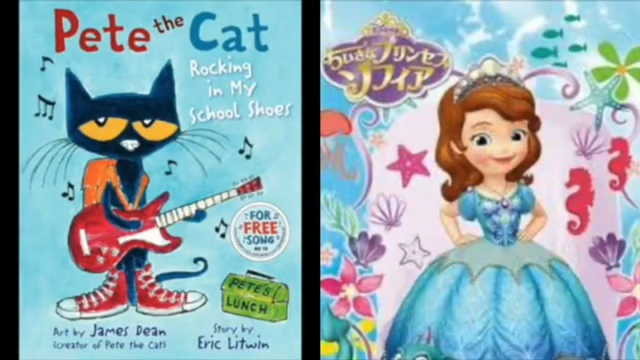 Pete the Cat
Rocking
in My
School Shoes
FOR
FREE
SONG
PETE'S
LUNCH
Art by James Dean
(creator of Pete the Cat)
Story by
Eric Litwin
ちいさなプリンセス
ソフィア